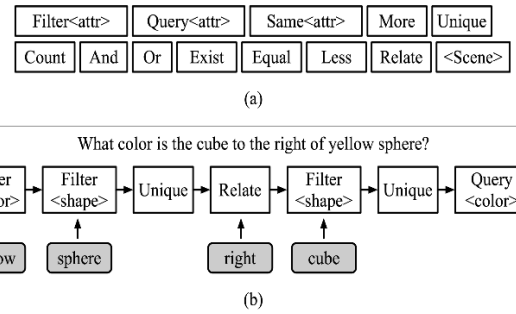 Filter<attr> Query<attr> Same<attr> More Unique
Count And Or Exist Equal Less Relate <Scene>
(a)
What color is the cube to the right of yellow sphere?
Filter Unique Relate Filter Unique Query
<shape> <shape> <color>
sphere right cube
(b)